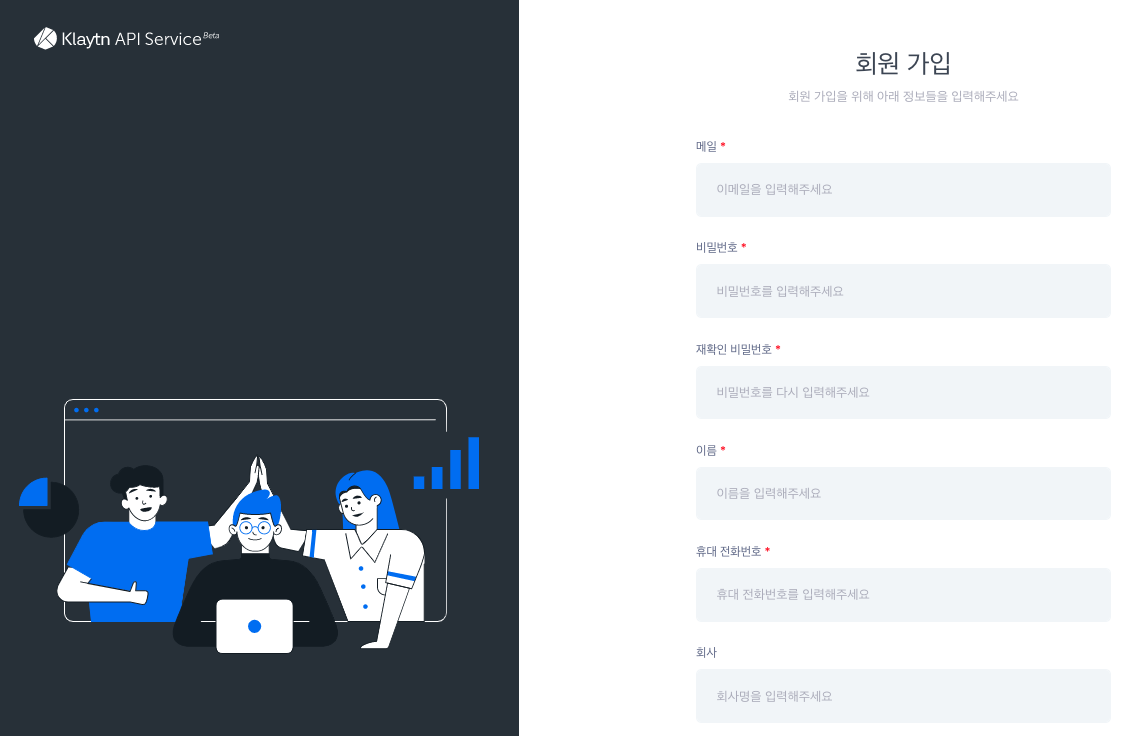 Klaytn API Service Beta
회원 가입
회원 가입을 위해 아래 정보들을 입력해주세요
메일 *
이메일을 입력해주세요
비밀번호 *
비밀번호를 입력해주세요
재확인 비밀번호 *
비밀번호를 다시 입력해주세요
이름 *
이름을 입력해주세요
휴대 전화번호 *
휴대 전화번호를 입력해주세요
회사
회사명을 입력해주세요